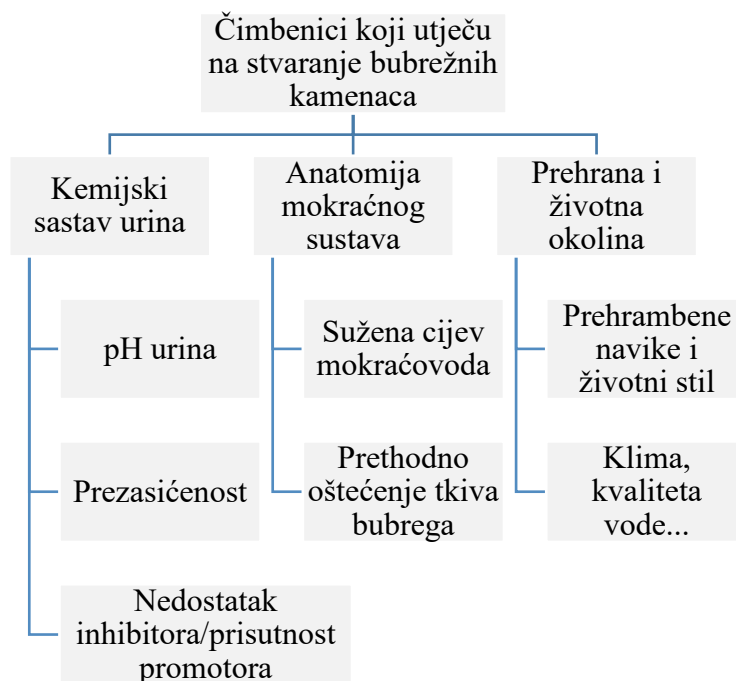 Čimbenici koji utječu
na stvaranje bubrežnih
kamenaca
Kemijski
sastav urina
pH urina
Prezasićenost
Nedostatak
inhibitora/prisutnost
promotora
Anatomija
mokraćnog
sustava
Sužena cijev
mokraćovoda
Prethodno
oštećenje tkiva
bubrega
Prehrana i
životna
okolina
Prehrambene
navike i
životni stil
Klima,
kvaliteta
vode...